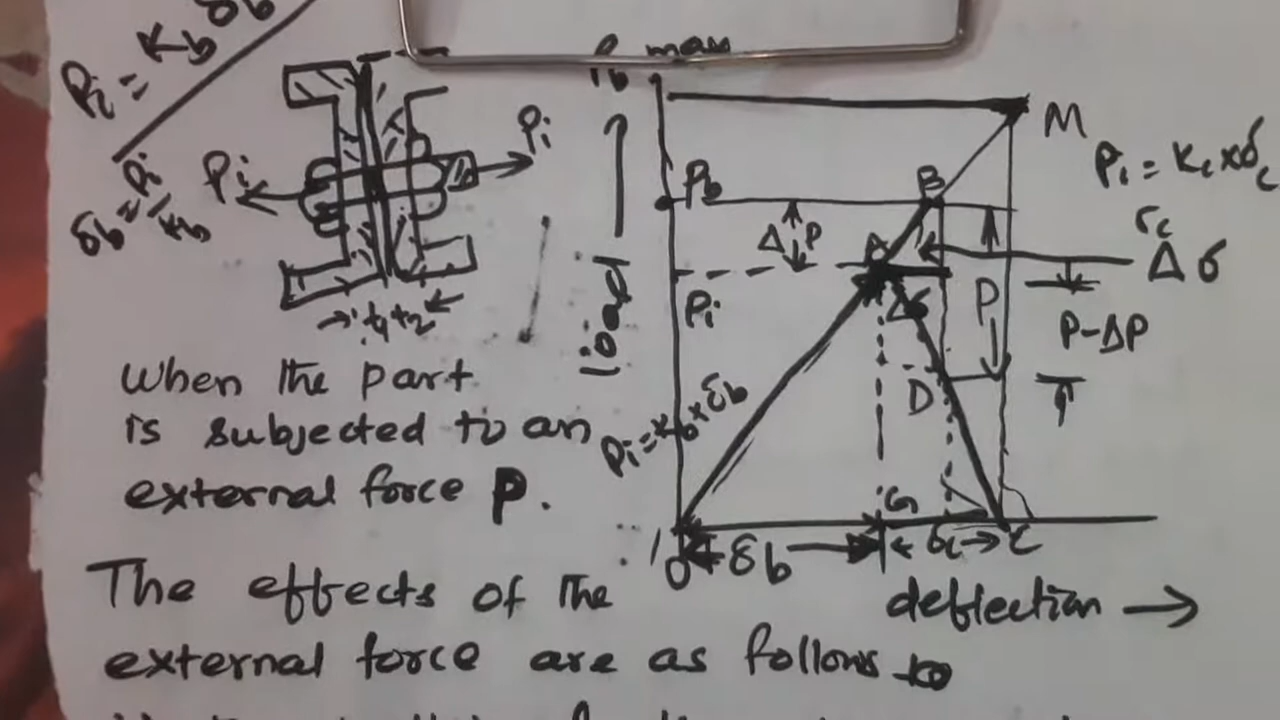 Pi = Kb δb
δb = Pi/Kb
Pi
Pi
t1 t2
When the part
is subjected to an
external force P.
The effects of the
external force are as follows
Pb max
M
Pi = Kc x δc
Pb
B
ΔP
A
Δδ
Pi
Δδ
P
P-ΔP
load
D
Pi = Kb x δb
G
O
δb
δc
C
deflection